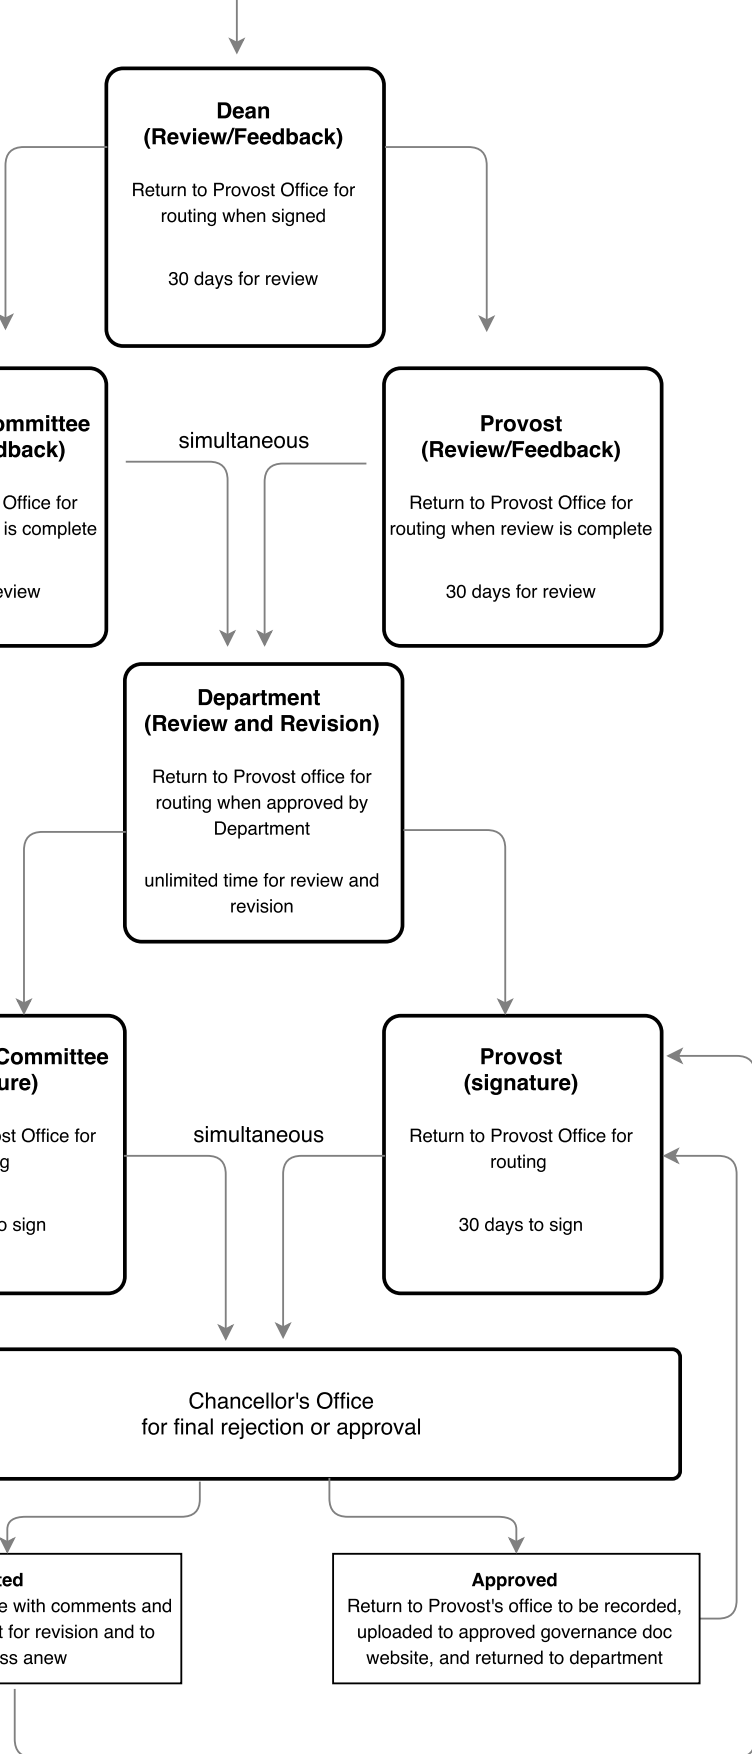 Dean
(Review/Feedback)
Return to Provost Office for
routing when signed
30 days for review
ommittee
dback)
Office for
is complete
eview
simultaneous
Provost
(Review/Feedback)
Return to Provost Office for
routing when review is complete
30 days for review
Department
(Review and Revision)
Return to Provost office for
routing when approved by
Department
unlimited time for review and
revision
Committee
ure)
st Office for
g
o sign
simultaneous
Provost
(signature)
Return to Provost Office for
routing
30 days to sign
Chancellor's Office
for final rejection or approval
ted
e with comments and
t for revision and to
ss anew
Approved
Return to Provost's office to be recorded,
uploaded to approved governance doc
website, and returned to department